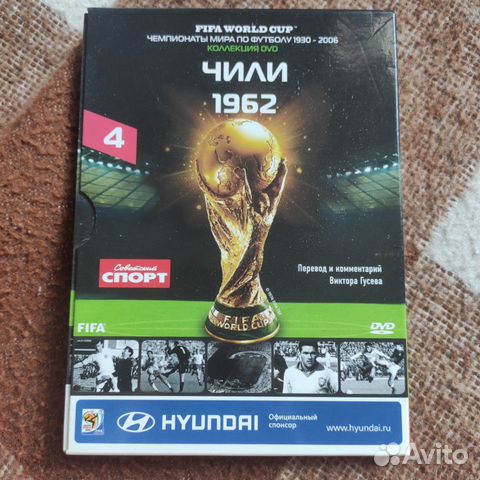 FIFA WORLD CUP
ЧЕМПИОНАТЫ МИРА ПО ФУТБОЛУ 1930 - 2006
КОЛЛЕКЦИЯ DVD
ЧИЛИ
1962
4
Советский
СПОРТ
Перевод и комментарий
Виктора Гусева
FIFA
WORLD CUP
FIFA
DVD
HYUNDAI
Официальный
спонсор
www.hyundai.ru
Avito